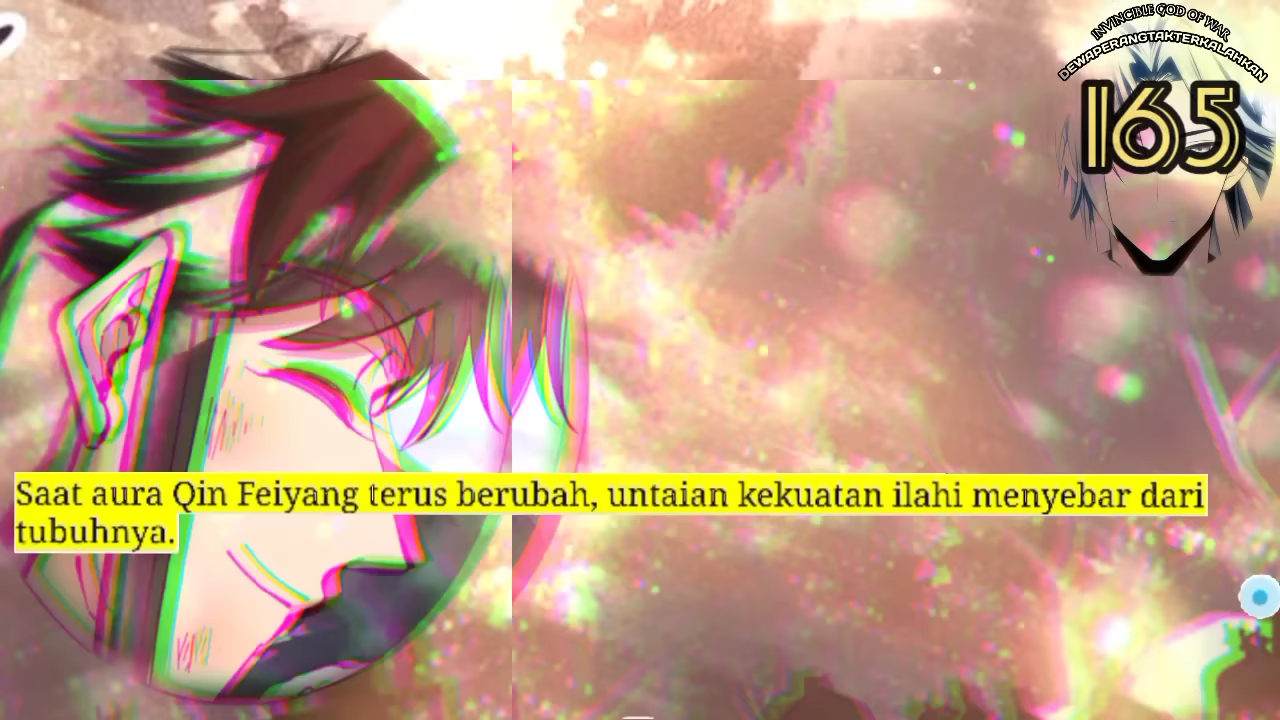 INVINCIBLE GOD OF WAR
DEWAPERANGTAKTERKALAHKAN
165
Saat aura Qin Feiyang terus berubah, untaian kekuatan ilahi menyebar dari
tubuhnya.